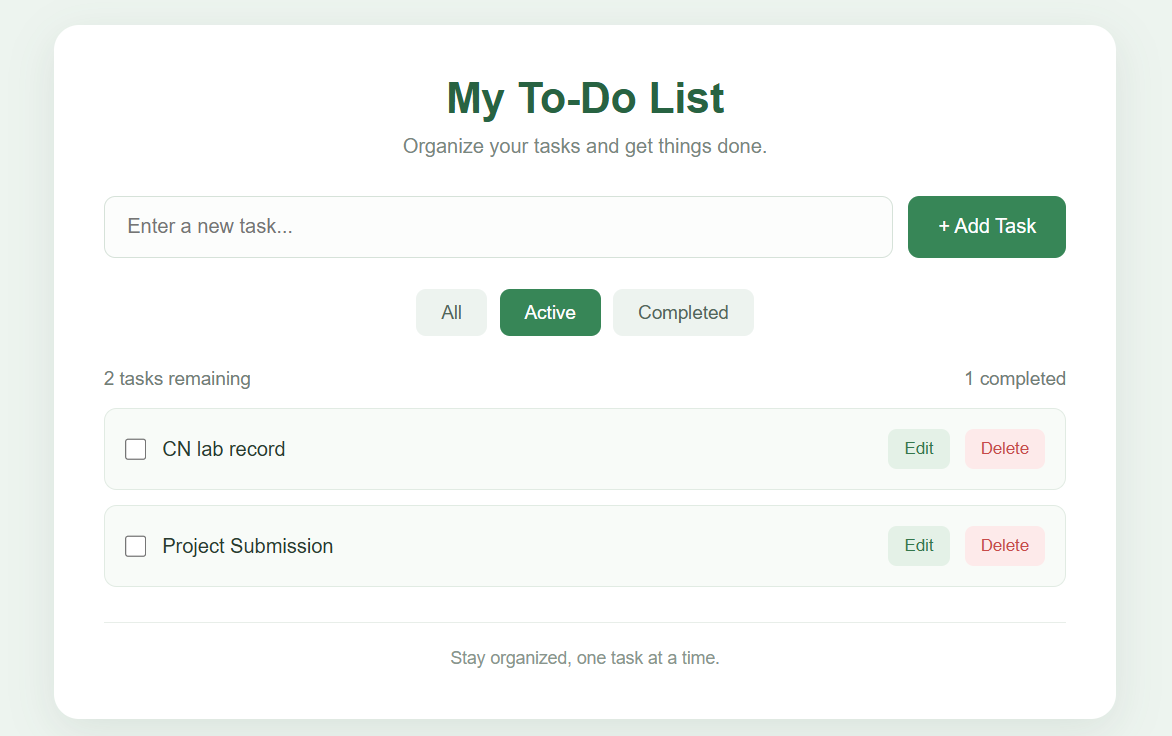 My To-Do List
Organize your tasks and get things done.
Enter a new task...
+ Add Task
All
Active
Completed
2 tasks remaining
1 completed
CN lab record
Edit
Delete
Project Submission
Edit
Delete
Stay organized, one task at a time.